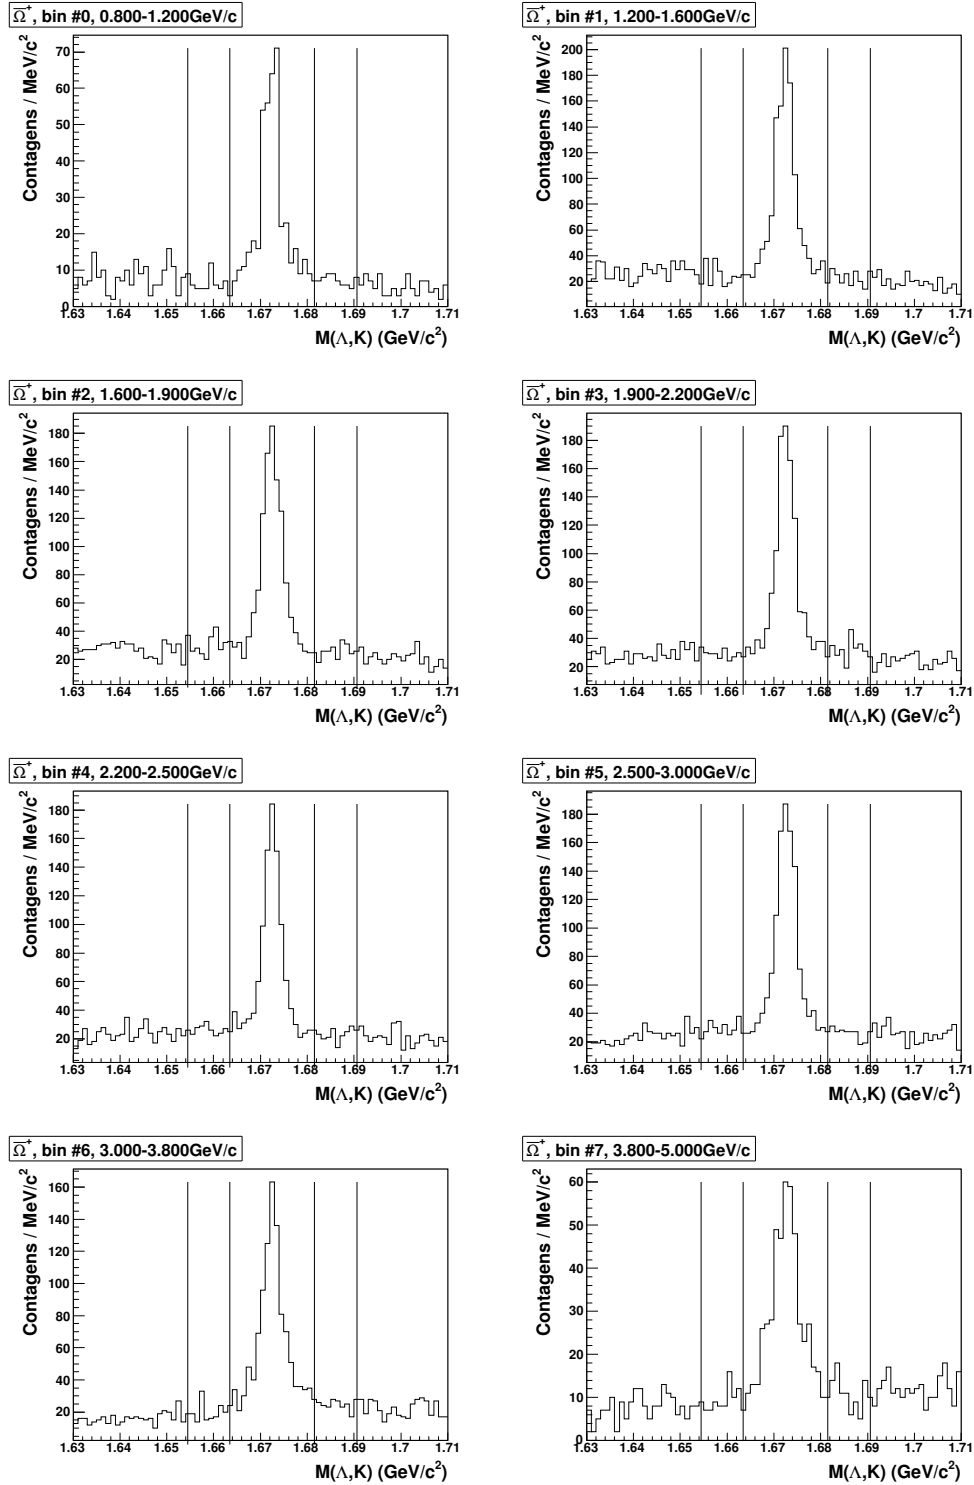 Ω̅⁺, bin #0, 0.800-1.200GeV/c
Contagens / MeV/c²
70
60
50
40
30
20
10
0
1.63 1.64 1.65 1.66 1.67 1.68 1.69 1.7 1.71
M(Λ,K) (GeV/c²)
Ω̅⁺, bin #1, 1.200-1.600GeV/c
Contagens / MeV/c²
200
180
160
140
120
100
80
60
40
20
0
1.63 1.64 1.65 1.66 1.67 1.68 1.69 1.7 1.71
M(Λ,K) (GeV/c²)
Ω̅⁺, bin #2, 1.600-1.900GeV/c
Contagens / MeV/c²
180
160
140
120
100
80
60
40
20
1.63 1.64 1.65 1.66 1.67 1.68 1.69 1.7 1.71
M(Λ,K) (GeV/c²)
Ω̅⁺, bin #3, 1.900-2.200GeV/c
Contagens / MeV/c²
180
160
140
120
100
80
60
40
20
1.63 1.64 1.65 1.66 1.67 1.68 1.69 1.7 1.71
M(Λ,K) (GeV/c²)
Ω̅⁺, bin #4, 2.200-2.500GeV/c
Contagens / MeV/c²
180
160
140
120
100
80
60
40
20
1.63 1.64 1.65 1.66 1.67 1.68 1.69 1.7 1.71
M(Λ,K) (GeV/c²)
Ω̅⁺, bin #5, 2.500-3.000GeV/c
Contagens / MeV/c²
180
160
140
120
100
80
60
40
20
1.63 1.64 1.65 1.66 1.67 1.68 1.69 1.7 1.71
M(Λ,K) (GeV/c²)
Ω̅⁺, bin #6, 3.000-3.800GeV/c
Contagens / MeV/c²
160
140
120
100
80
60
40
20
1.63 1.64 1.65 1.66 1.67 1.68 1.69 1.7 1.71
M(Λ,K) (GeV/c²)
Ω̅⁺, bin #7, 3.800-5.000GeV/c
Contagens / MeV/c²
60
50
40
30
20
10
0
1.63 1.64 1.65 1.66 1.67 1.68 1.69 1.7 1.71
M(Λ,K) (GeV/c²)